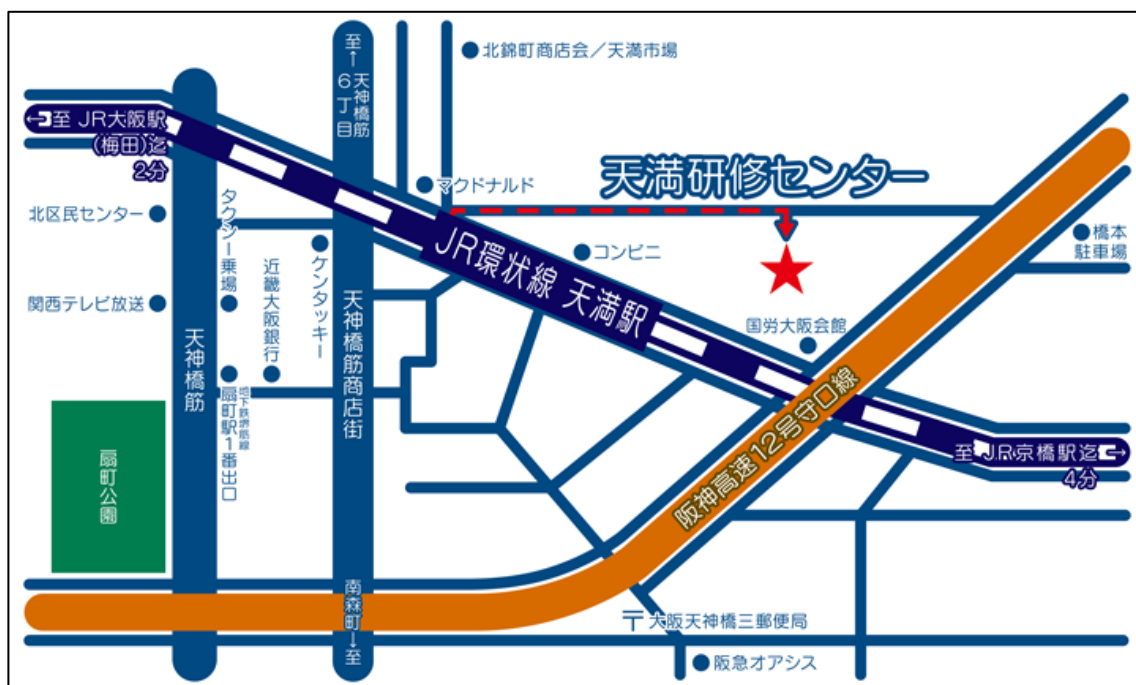 北錦町商店会／天満市場
至↑
天神橋筋
6丁目
至 JR大阪駅
(梅田)迄
2分
マクドナルド
天満研修センター
北区民センター
タクシー乗場
ケンタッキー
JR環状線 天満駅
コンビニ
橋本
駐車場
関西テレビ放送
近畿大阪銀行
天神橋筋
天神橋筋商店街
国労大阪会館
地下鉄堺筋線
扇町駅1番出口
扇町公園
阪神高速12号守口線
至 JR京橋駅迄
4分
南森町
↓至
〒大阪天神橋三郵便局
阪急オアシス